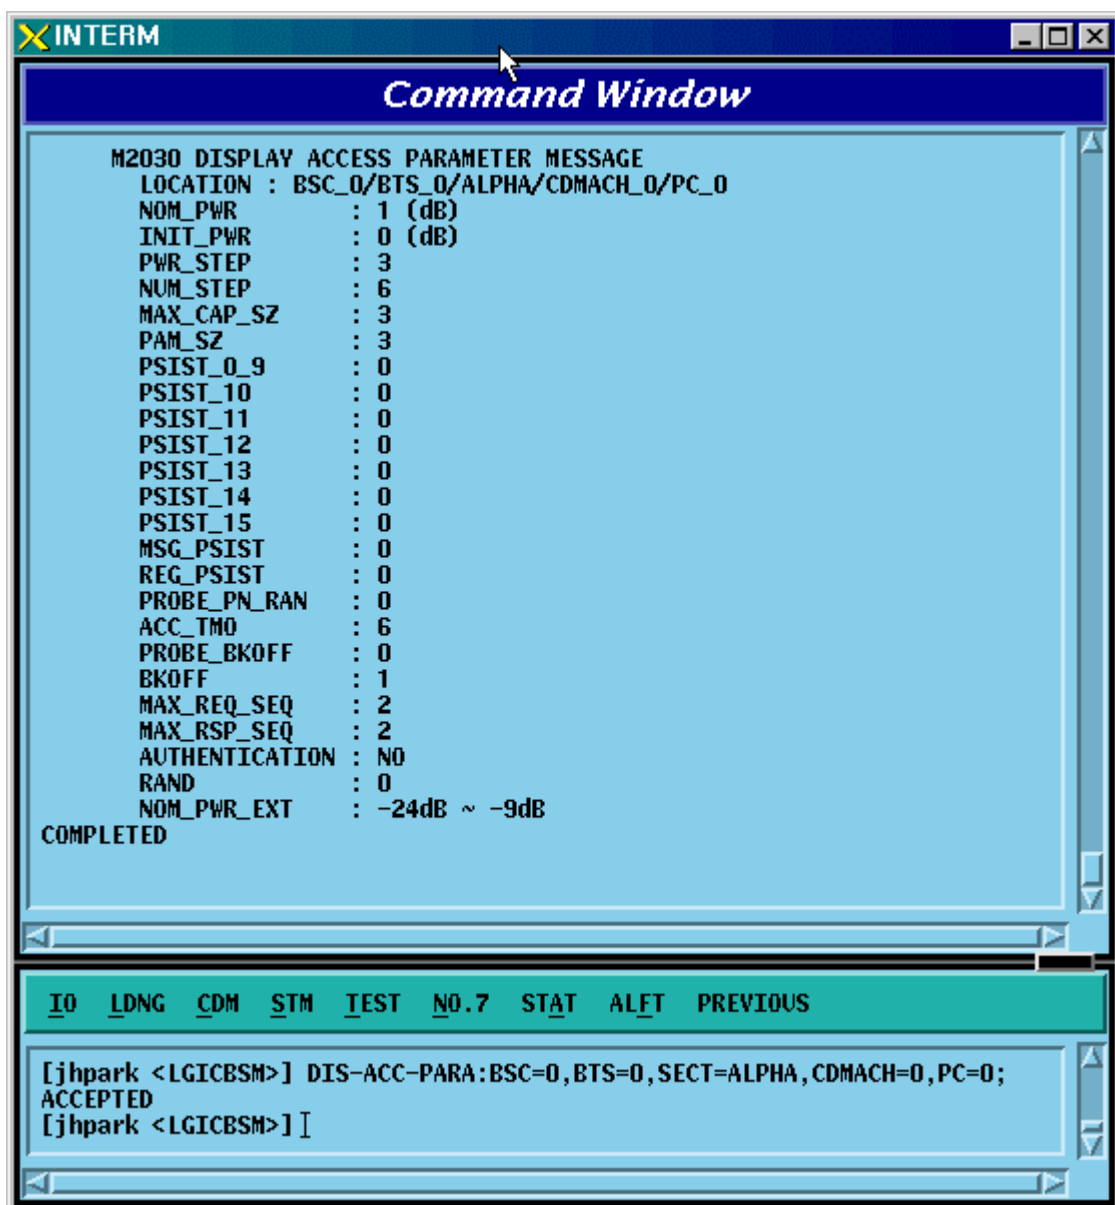 INTERM
Command Window
M2030 DISPLAY ACCESS PARAMETER MESSAGE
LOCATION : BSC_0/BTS_0/ALPHA/CDMACH_0/PC_0
NOM_PWR : 1 (dB)
INIT_PWR : 0 (dB)
PWR_STEP : 3
NUM_STEP : 6
MAX_CAP_SZ : 3
PAM_SZ : 3
PSIST_0_9 : 0
PSIST_10 : 0
PSIST_11 : 0
PSIST_12 : 0
PSIST_13 : 0
PSIST_14 : 0
PSIST_15 : 0
MSG_PSIST : 0
REG_PSIST : 0
PROBE_PN_RAN : 0
ACC_TMO : 6
PROBE_BKOFF : 0
BKOFF : 1
MAX_REQ_SEQ : 2
MAX_RSP_SEQ : 2
AUTHENTICATION : NO
RAND : 0
NOM_PWR_EXT : -24dB ~ -9dB
COMPLETED
IO LDNG CDM STM TEST NO.7 STAT ALFT PREVIOUS
[jhpark <LGICBSM>] DIS-ACC-PARA:BSC=0,BTS=0,SECT=ALPHA,CDMACH=0,PC=0;
ACCEPTED
[jhpark <LGICBSM>]